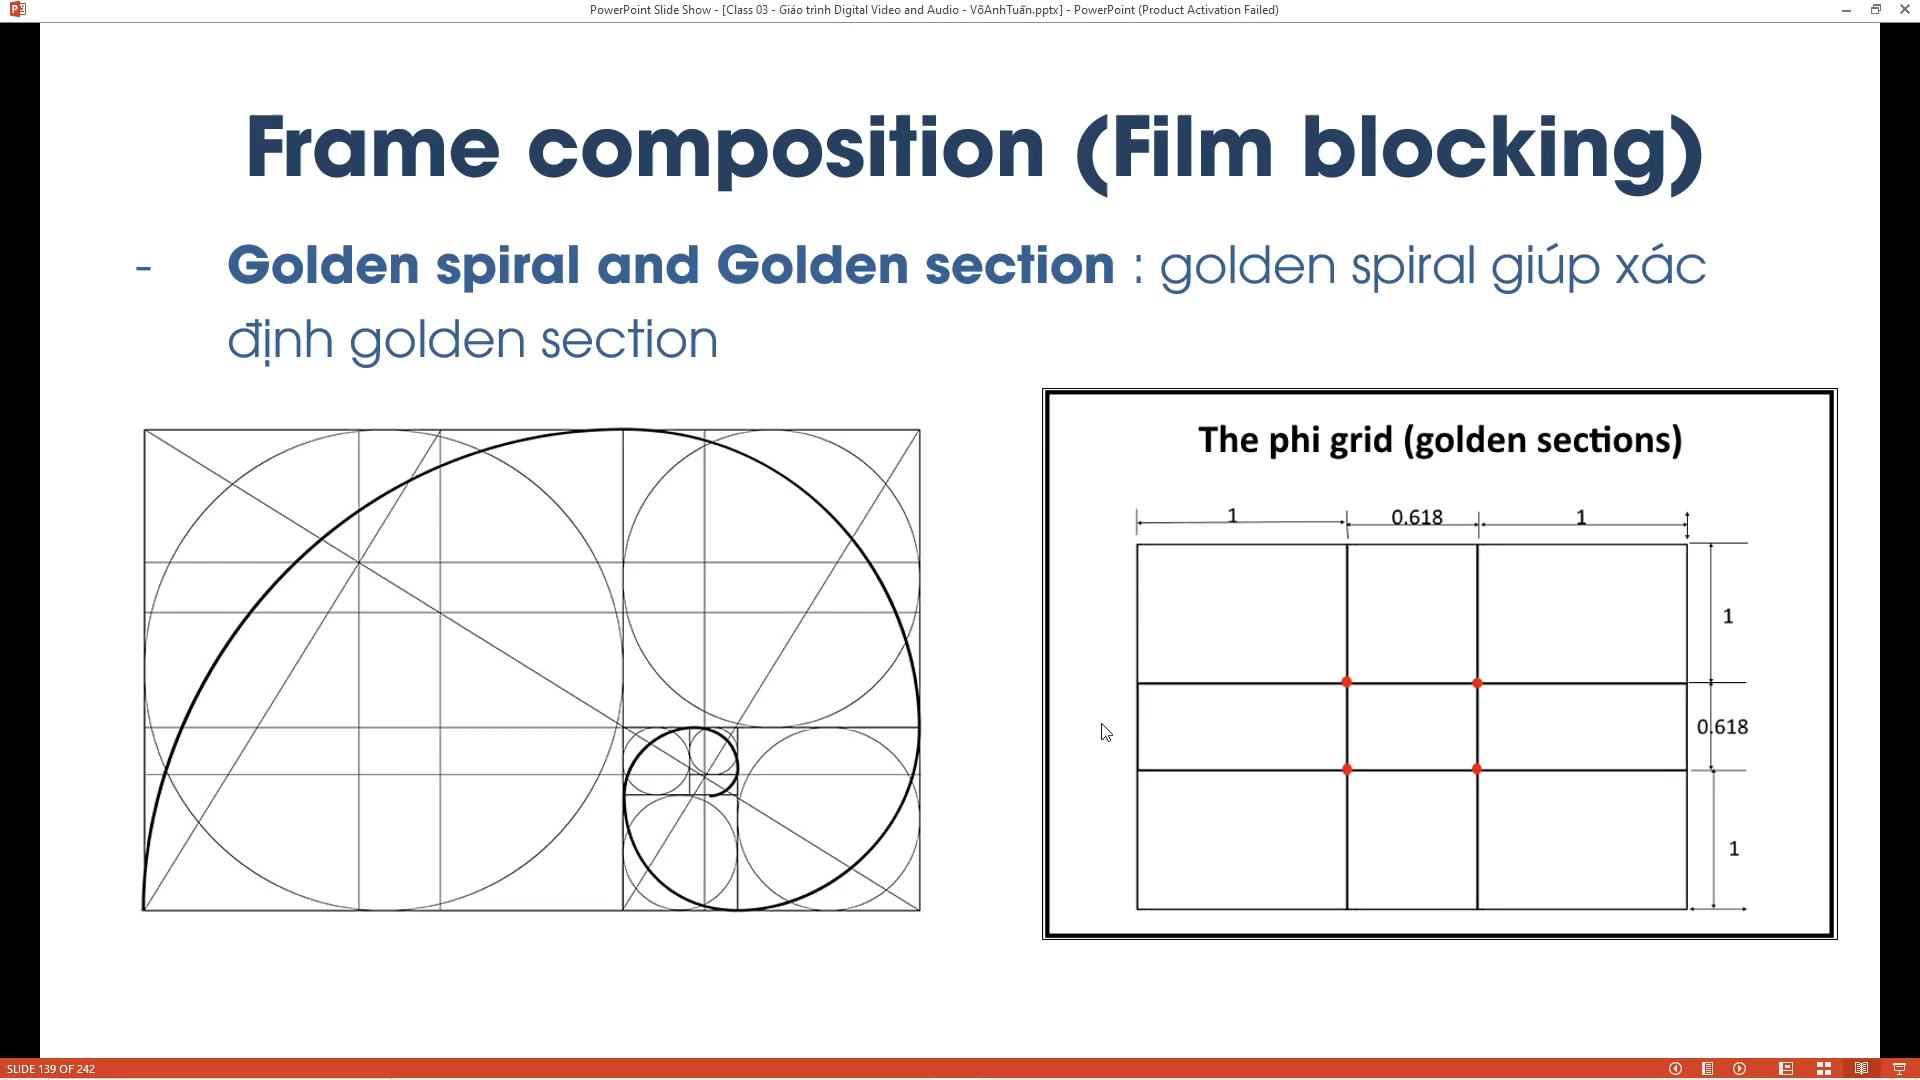 PowerPoint Slide Show - [Class 03 - Giáo trình Digital Video and Audio - VõAnhTuấn.pptx] - PowerPoint (Product Activation Failed)
Frame composition (Film blocking)
- Golden spiral and Golden section : golden spiral giúp xác
định golden section
The phi grid (golden sections)
1 0.618 1
1
0.618
1
SLIDE 139 OF 242